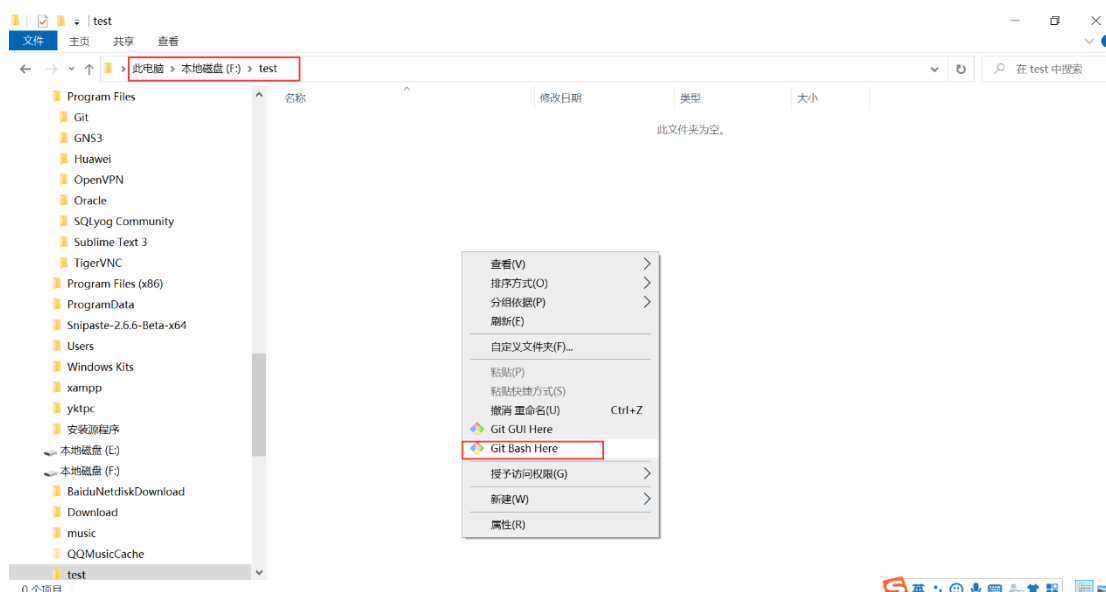 test
文件 主页 共享 查看
此电脑 > 本地磁盘 (F:) > test
在 test 中搜索
名称 修改日期 类型 大小
此文件夹为空。
Program Files
Git
GNS3
Huawei
OpenVPN
Oracle
SQLyog Community
Sublime Text 3
TigerVNC
Program Files (x86)
ProgramData
Snipaste-2.6.6-Beta-x64
Users
Windows Kits
xampp
yktpc
安装源程序
本地磁盘 (E:)
本地磁盘 (F:)
BaiduNetdiskDownload
Download
music
QQMusicCache
test
查看(V)
排序方式(O)
分组依据(P)
刷新(E)
自定义文件夹(F)...
粘贴(P)
粘贴快捷方式(S)
撤消 重命名(U) Ctrl+Z
Git GUI Here
Git Bash Here
授予访问权限(G)
新建(W)
属性(R)
0 个项目
英